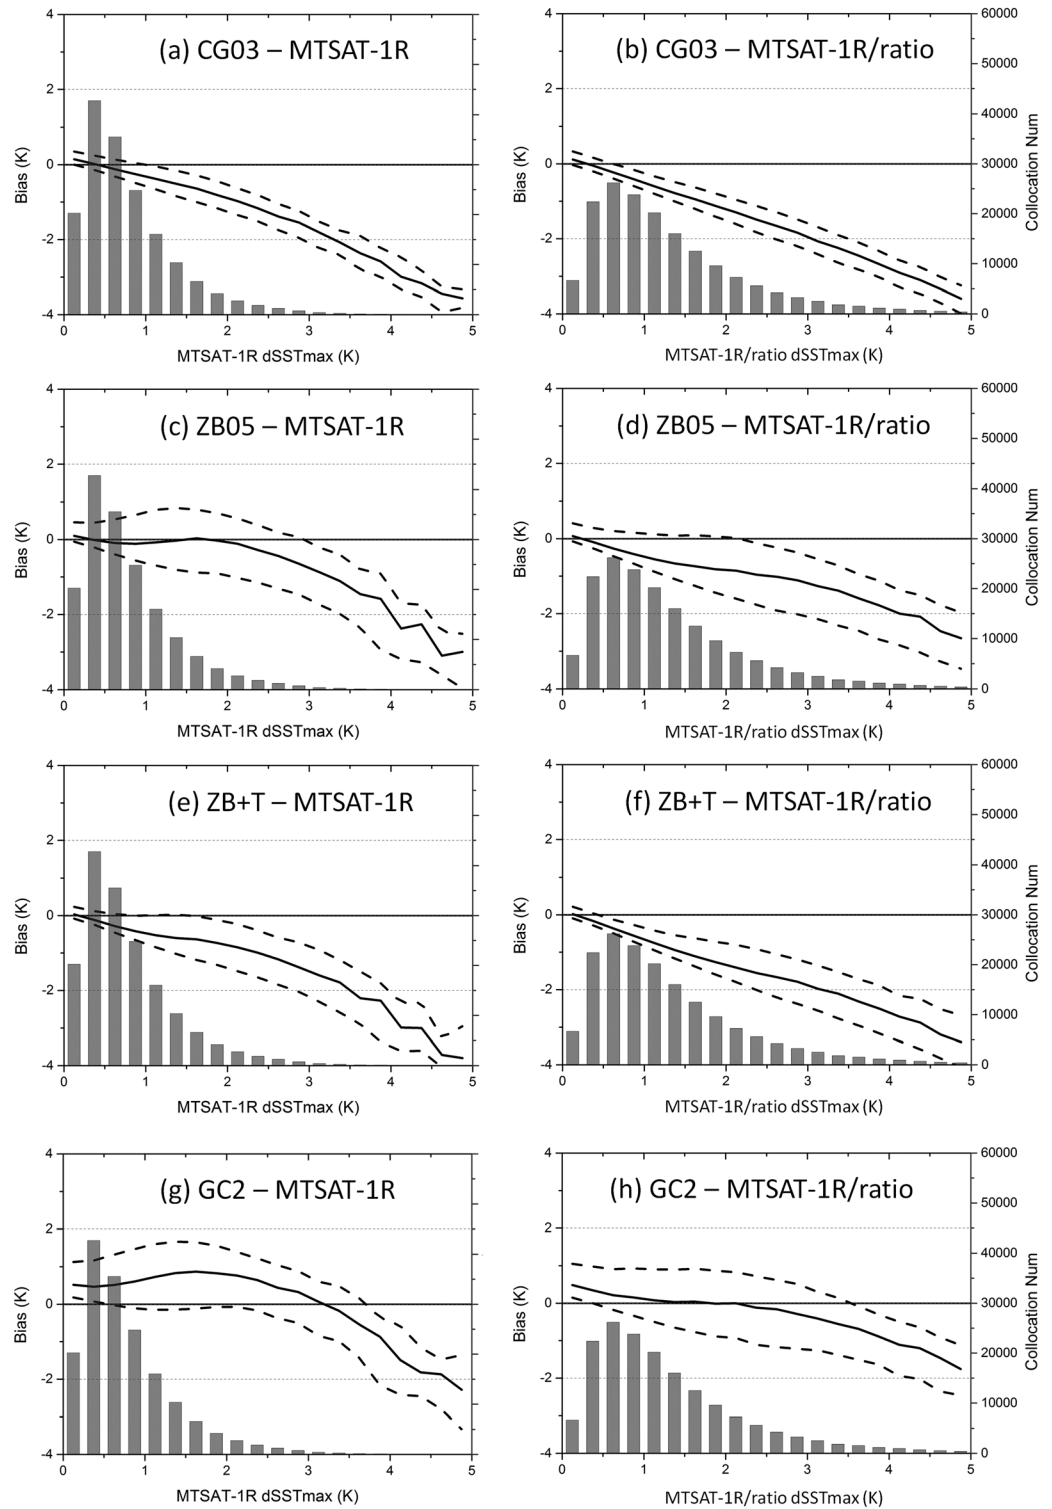 (a) CG03 – MTSAT-1R
4
2
0
-2
-4
Bias (K)
0 1 2 3 4 5
MTSAT-1R dSSTmax (K)
(b) CG03 – MTSAT-1R/ratio
4
2
0
-2
-4
Bias (K)
60000
50000
40000
30000
20000
10000
0
Collocation Num
0 1 2 3 4 5
MTSAT-1R/ratio dSSTmax (K)
(c) ZB05 – MTSAT-1R
4
2
0
-2
-4
Bias (K)
0 1 2 3 4 5
MTSAT-1R dSSTmax (K)
(d) ZB05 – MTSAT-1R/ratio
4
2
0
-2
-4
Bias (K)
60000
50000
40000
30000
20000
10000
0
Collocation Num
0 1 2 3 4 5
MTSAT-1R/ratio dSSTmax (K)
(e) ZB+T – MTSAT-1R
4
2
0
-2
-4
Bias (K)
0 1 2 3 4 5
MTSAT-1R dSSTmax (K)
(f) ZB+T – MTSAT-1R/ratio
4
2
0
-2
-4
Bias (K)
60000
50000
40000
30000
20000
10000
0
Collocation Num
0 1 2 3 4 5
MTSAT-1R/ratio dSSTmax (K)
(g) GC2 – MTSAT-1R
4
2
0
-2
-4
Bias (K)
0 1 2 3 4 5
MTSAT-1R dSSTmax (K)
(h) GC2 – MTSAT-1R/ratio
4
2
0
-2
-4
Bias (K)
60000
50000
40000
30000
20000
10000
0
Collocation Num
0 1 2 3 4 5
MTSAT-1R/ratio dSSTmax (K)